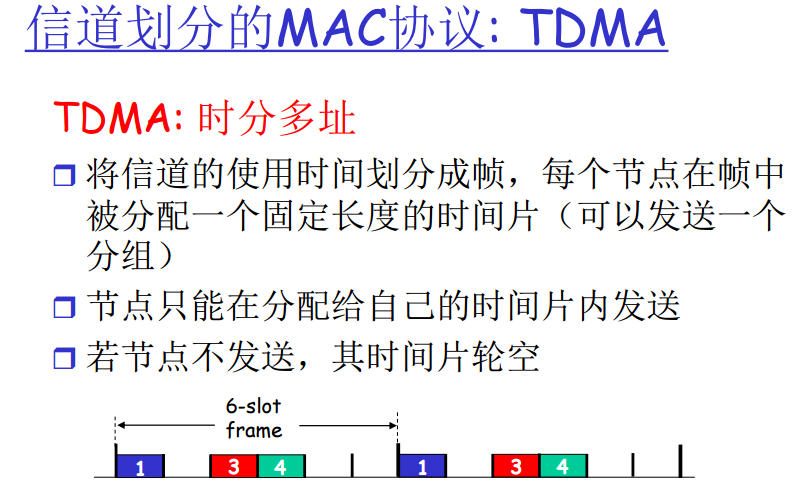 信道划分的MAC协议: TDMA
TDMA: 时分多址
将信道的使用时间划分成帧，每个节点在帧中
被分配一个固定长度的时间片（可以发送一个
分组）
节点只能在分配给自己的时间片内发送
若节点不发送，其时间片轮空
6-slot
frame
1 3 4 1 3 4